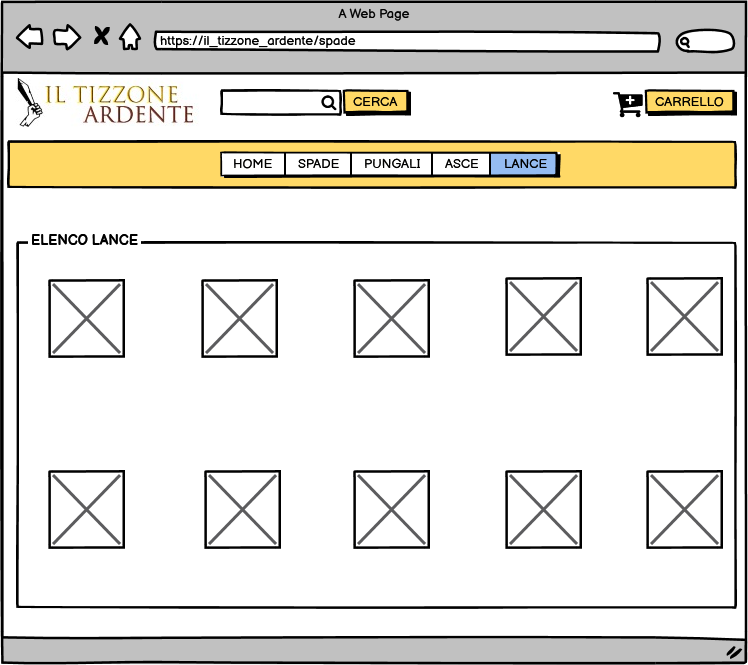 A Web Page
https://il_tizzone_ardente/spade
IL TIZZONE
ARDENTE
CERCA
CARRELLO
HOME SPADE PUNGALI ASCE LANCE
ELENCO LANCE